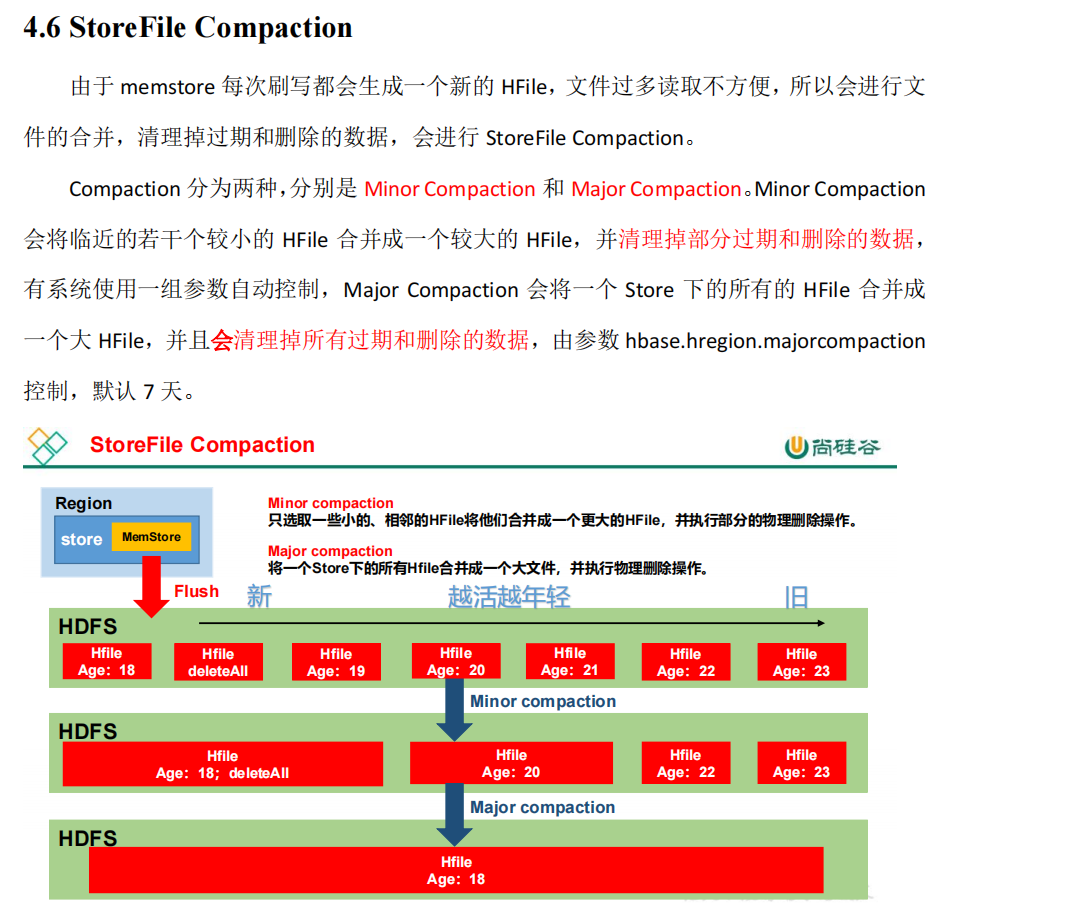 4.6 StoreFile Compaction
由于 memstore 每次刷写都会生成一个新的 HFile，文件过多读取不方便，所以会进行文
件的合并，清理掉过期和删除的数据，会进行 StoreFile Compaction。
Compaction 分为两种，分别是 Minor Compaction 和 Major Compaction。Minor Compaction
会将临近的若干个较小的 HFile 合并成一个较大的 HFile，并清理掉部分过期和删除的数据，
有系统使用一组参数自动控制，Major Compaction 会将一个 Store 下的所有的 HFile 合并成
一个大 HFile，并且会清理掉所有过期和删除的数据，由参数 hbase.hregion.majorcompaction
控制，默认 7 天。
StoreFile Compaction
尚硅谷
Region
store
MemStore
Minor compaction
只选取一些小的、相邻的HFile将他们合并成一个更大的HFile，并执行部分的物理删除操作。
Major compaction
将一个Store下的所有Hfile合并成一个大文件，并执行物理删除操作。
Flush
新
越活越年轻
旧
HDFS
Hfile
Age：18
Hfile
deleteAll
Hfile
Age：19
Hfile
Age：20
Hfile
Age：21
Hfile
Age：22
Hfile
Age：23
Minor compaction
HDFS
Hfile
Age：18；deleteAll
Hfile
Age：20
Hfile
Age：22
Hfile
Age：23
Major compaction
HDFS
Hfile
Age：18